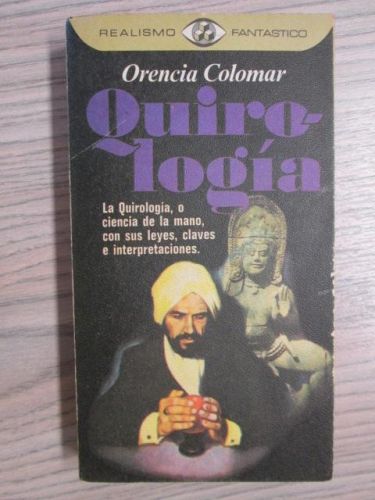 REALISMO FANTASTICO
Orencia Colomar
Quiro-
logía
La Quirología, o
ciencia de la mano,
con sus leyes, claves
e interpretaciones.